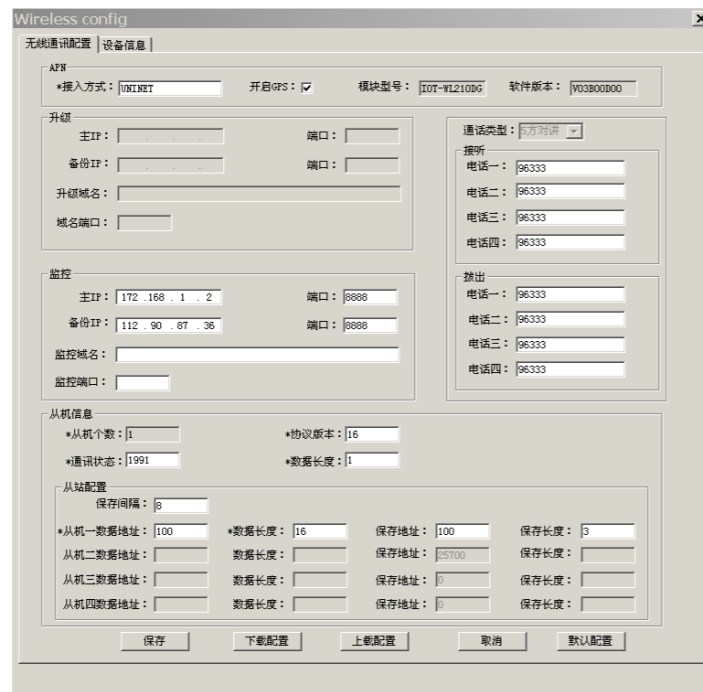 Wireless config
无线通讯配置 设备信息
APN
*接入方式： UNINET 开启GPS： 模块型号： IOT-WL210DG 软件版本： V03B00D00
升级
主IP： . . . 端口：
备份IP： . . . 端口：
升级域名：
域名端口：
通话类型： 5方对讲
接听
电话一： 96333
电话二： 96333
电话三： 96333
电话四： 96333
监控
主IP： 172 .168 . 1 . 2 端口： 8888
备份IP： 112 . 90 . 87 . 36 端口： 8888
监控域名：
监控端口：
拨出
电话一： 96333
电话二： 96333
电话三： 96333
电话四： 96333
从机信息
*从机个数： 1 *协议版本： 16
*通讯状态： 1991 *数据长度： 1
从站配置
保存间隔： 8
*从机一数据地址： 100 *数据长度： 16 保存地址： 100 保存长度： 3
从机二数据地址： 数据长度： 保存地址： 25700 保存长度：
从机三数据地址： 数据长度： 保存地址： 0 保存长度：
从机四数据地址： 数据长度： 保存地址： 0 保存长度：
保存 下载配置 上载配置 取消 默认配置